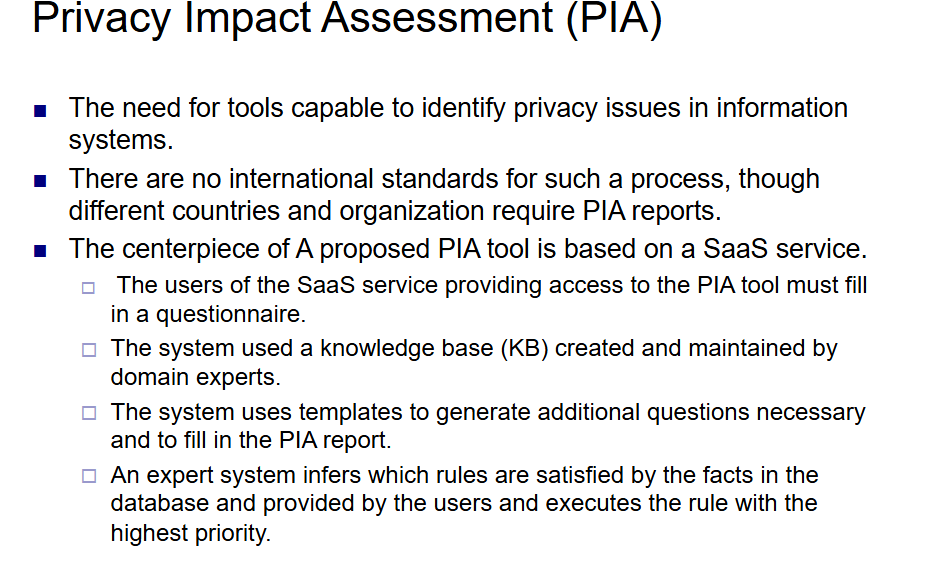 Privacy Impact Assessment (PIA)
The need for tools capable to identify privacy issues in information
systems.
There are no international standards for such a process, though
different countries and organization require PIA reports.
The centerpiece of A proposed PIA tool is based on a SaaS service.
The users of the SaaS service providing access to the PIA tool must fill
in a questionnaire.
The system used a knowledge base (KB) created and maintained by
domain experts.
The system uses templates to generate additional questions necessary
and to fill in the PIA report.
An expert system infers which rules are satisfied by the facts in the
database and provided by the users and executes the rule with the
highest priority.